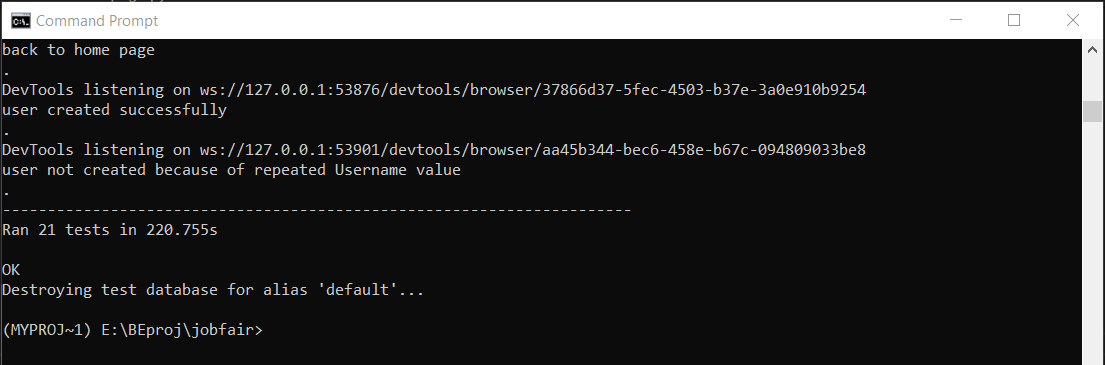 Command Prompt
back to home page
.
DevTools listening on ws://127.0.0.1:53876/devtools/browser/37866d37-5fec-4503-b37e-3a0e910b9254
user created successfully
.
DevTools listening on ws://127.0.0.1:53901/devtools/browser/aa45b344-bec6-458e-b67c-094809033be8
user not created because of repeated Username value
.
----------------------------------------------------------------------
Ran 21 tests in 220.755s
OK
Destroying test database for alias 'default'...
(MYPROJ~1) E:\BEproj\jobfair>